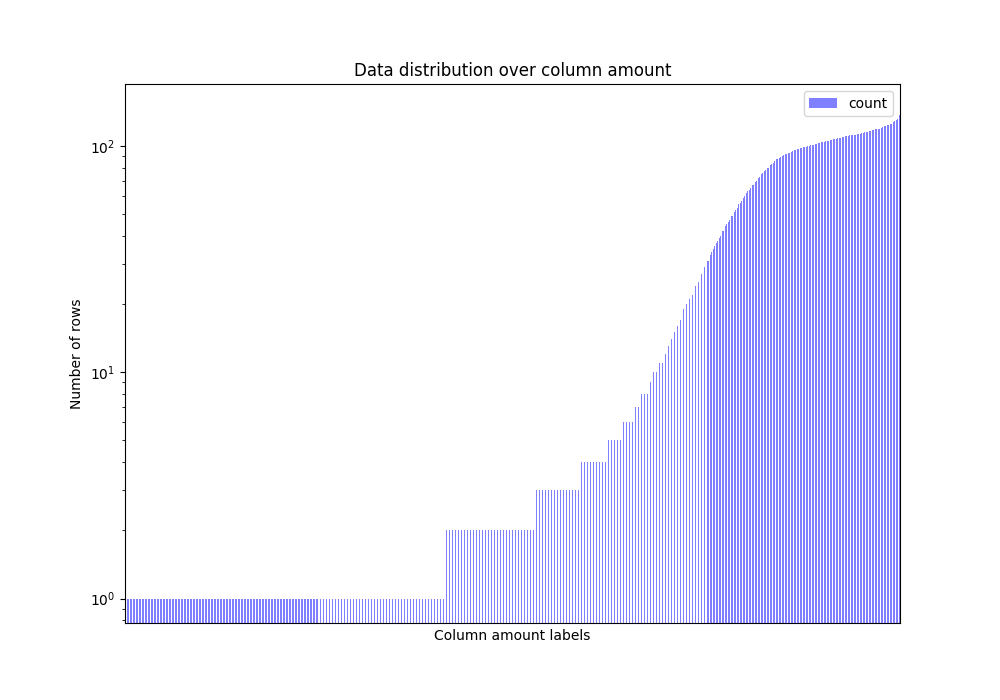 Data distribution over column amount
count
10²
10¹
10⁰
Number of rows
Column amount labels